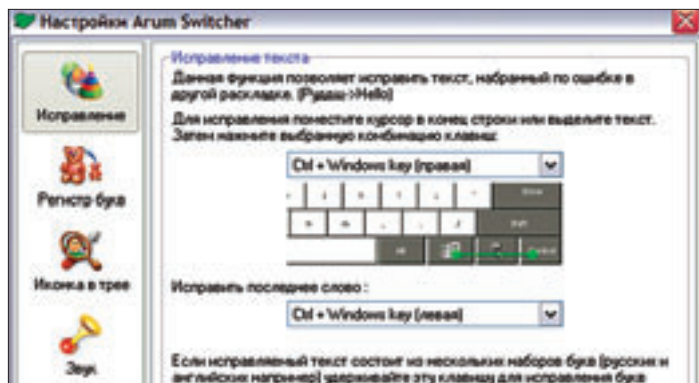 Настройки Arum Switcher
Исправление
Регистр букв
Иконка в трее
Звук
Исправление текста
Данная функция позволяет исправить текст, набранный по ошибке в
другой раскладке. (Руддщ->Hello)
Для исправления поместите курсор в конец строки или выделите текст.
Затем нажмите выбранную комбинацию клавиш:
Ctrl + Windows key (правая)
Исправить последнее слово :
Ctrl + Windows key (левая)
Если исправляемый текст состоит из нескольких наборов букв (русских и
английских например) удерживайте эту клавишу для исправления букв